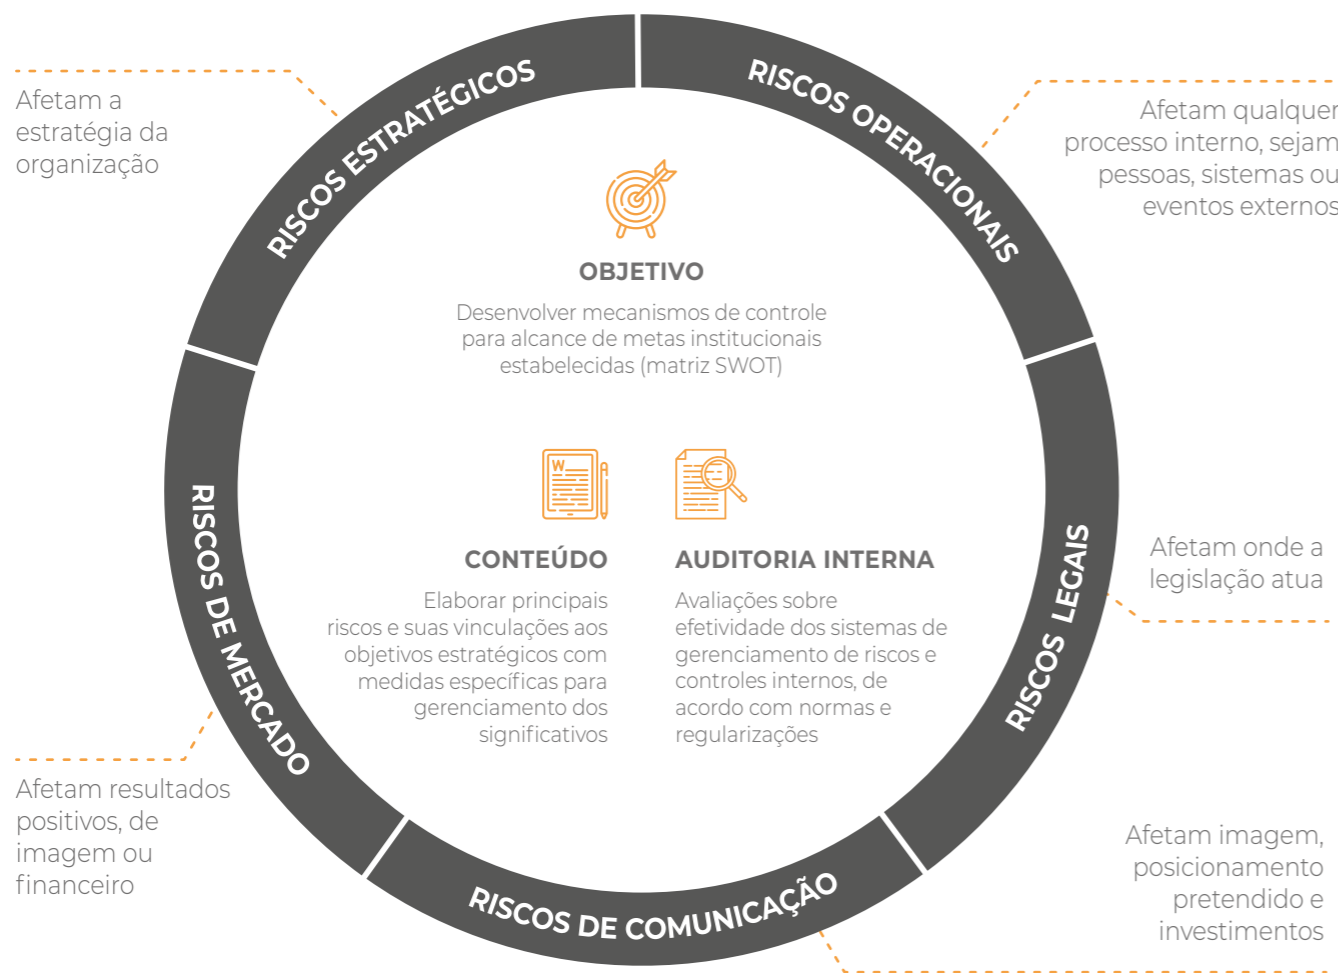 RISCOS ESTRATÉGICOS
Afetam a
estratégia da
organização
RISCOS OPERACIONAIS
Afetam qualquer
processo interno, sejam
pessoas, sistemas ou
eventos externos
OBJETIVO
Desenvolver mecanismos de controle
para alcance de metas institucionais
estabelecidas (matriz SWOT)
W
CONTEÚDO
Elaborar principais
riscos e suas vinculações aos
objetivos estratégicos com
medidas específicas para
gerenciamento dos
significativos
AUDITORIA INTERNA
Avaliações sobre
efetividade dos sistemas de
gerenciamento de riscos e
controles internos, de
acordo com normas e
regularizações
RISCOS LEGAIS
Afetam onde a
legislação atua
RISCOS DE MERCADO
Afetam resultados
positivos, de
imagem ou
financeiro
RISCOS DE COMUNICAÇÃO
Afetam imagem,
posicionamento
pretendido e
investimentos